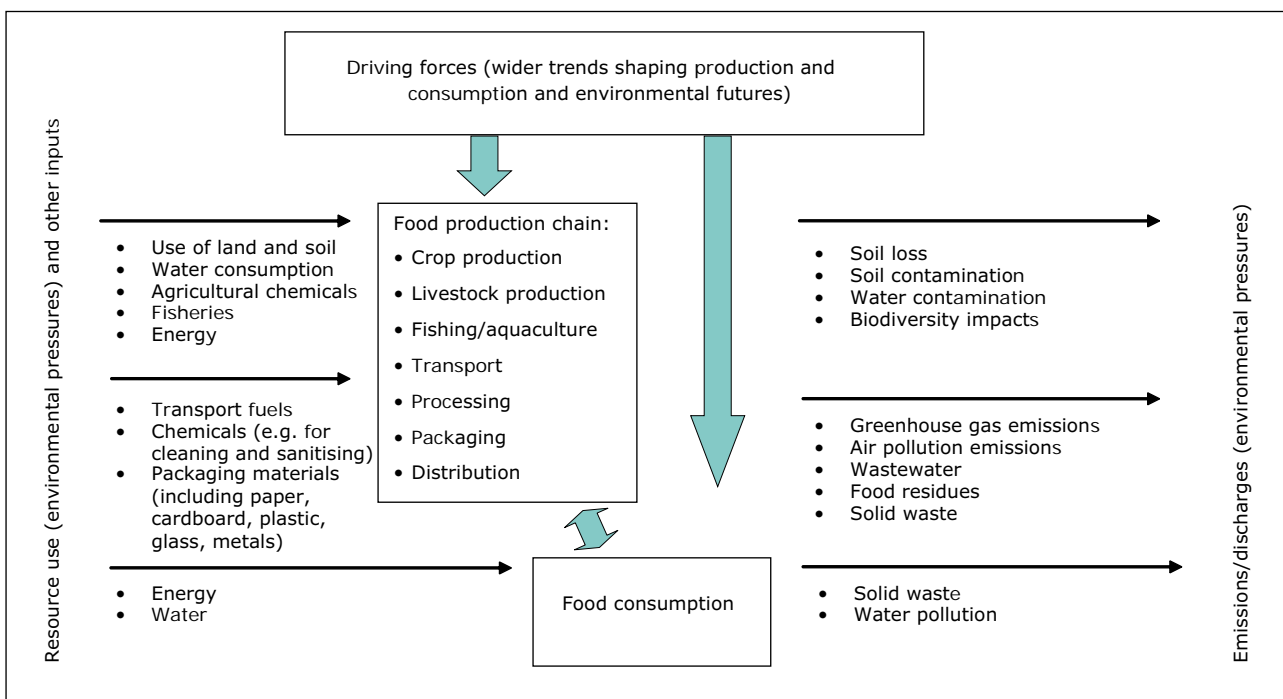 Driving forces (wider trends shaping production and
consumption and environmental futures)
Resource use (environmental pressures) and other inputs
• Use of land and soil
• Water consumption
• Agricultural chemicals
• Fisheries
• Energy
• Transport fuels
• Chemicals (e.g. for
cleaning and sanitising)
• Packaging materials
(including paper,
cardboard, plastic,
glass, metals)
• Energy
• Water
Food production chain:
• Crop production
• Livestock production
• Fishing/aquaculture
• Transport
• Processing
• Packaging
• Distribution
Food consumption
• Soil loss
• Soil contamination
• Water contamination
• Biodiversity impacts
• Greenhouse gas emissions
• Air pollution emissions
• Wastewater
• Food residues
• Solid waste
• Solid waste
• Water pollution
Emissions/discharges (environmental pressures)